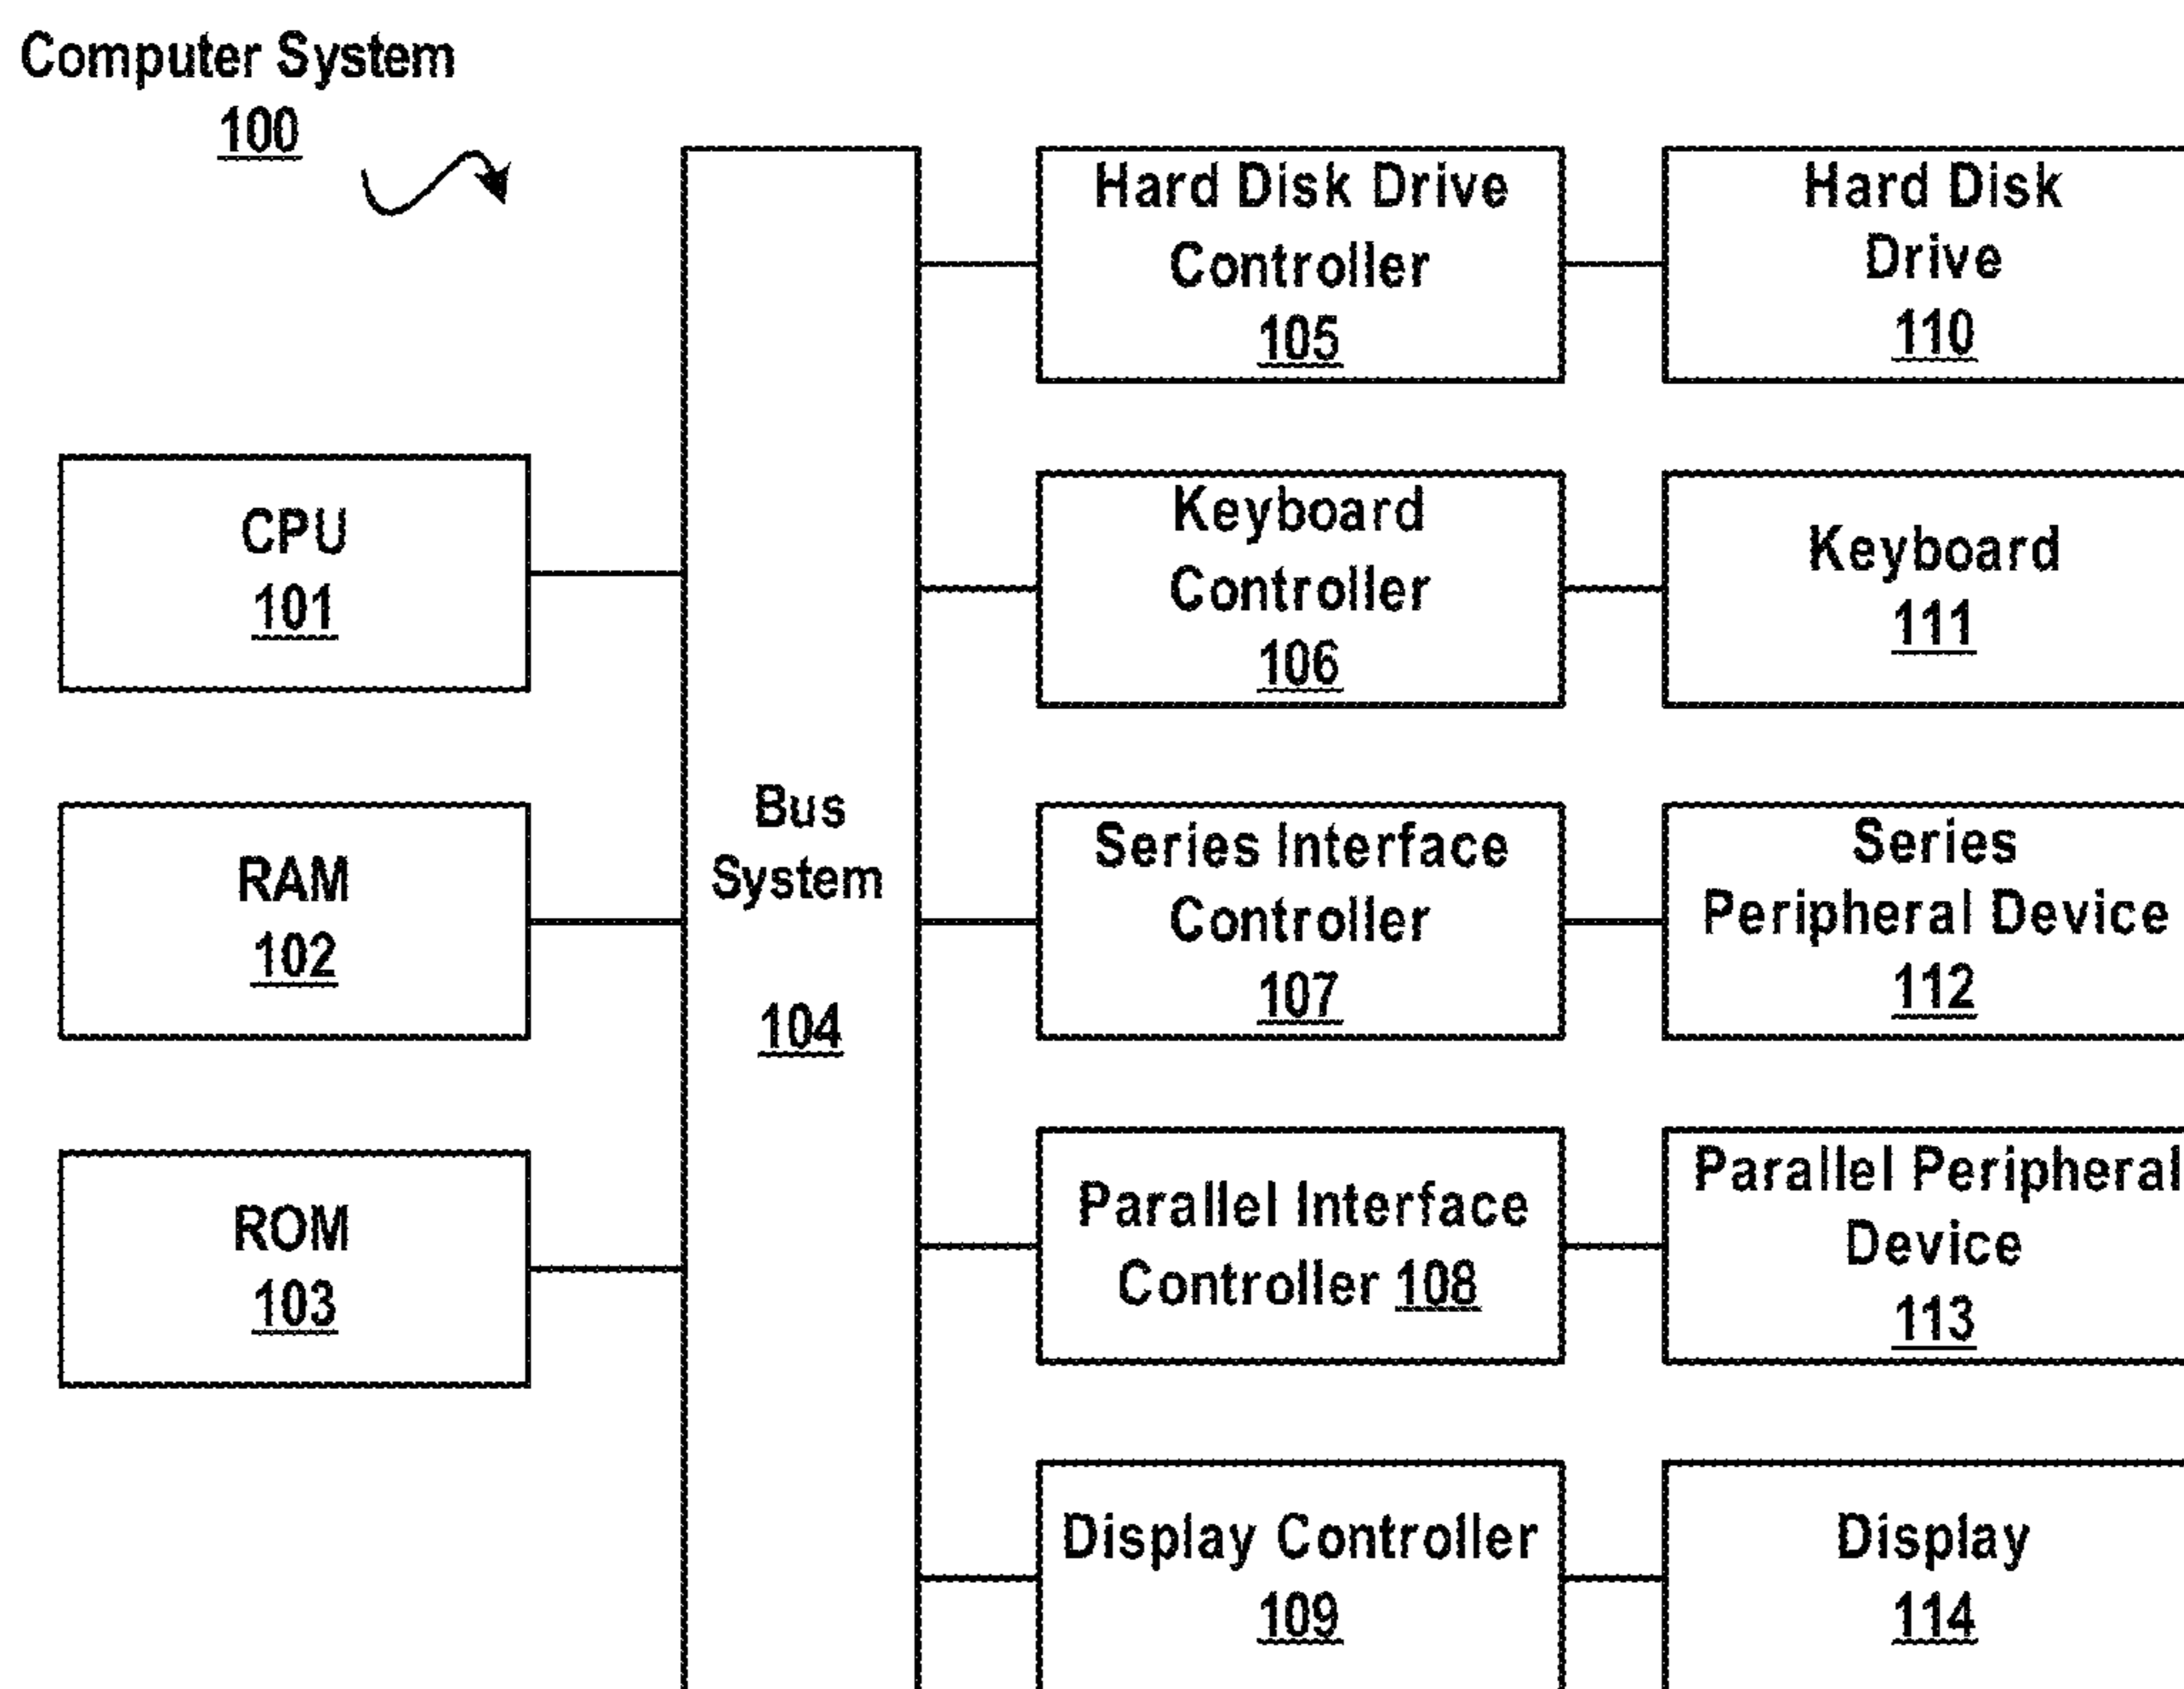 Computer System
100
CPU
101
RAM
102
ROM
103
Bus
System
104
Hard Disk Drive
Controller
105
Hard Disk
Drive
110
Keyboard
Controller
106
Keyboard
111
Series Interface
Controller
107
Series
Peripheral Device
112
Parallel Interface
Controller 108
Parallel Peripheral
Device
113
Display Controller
109
Display
114